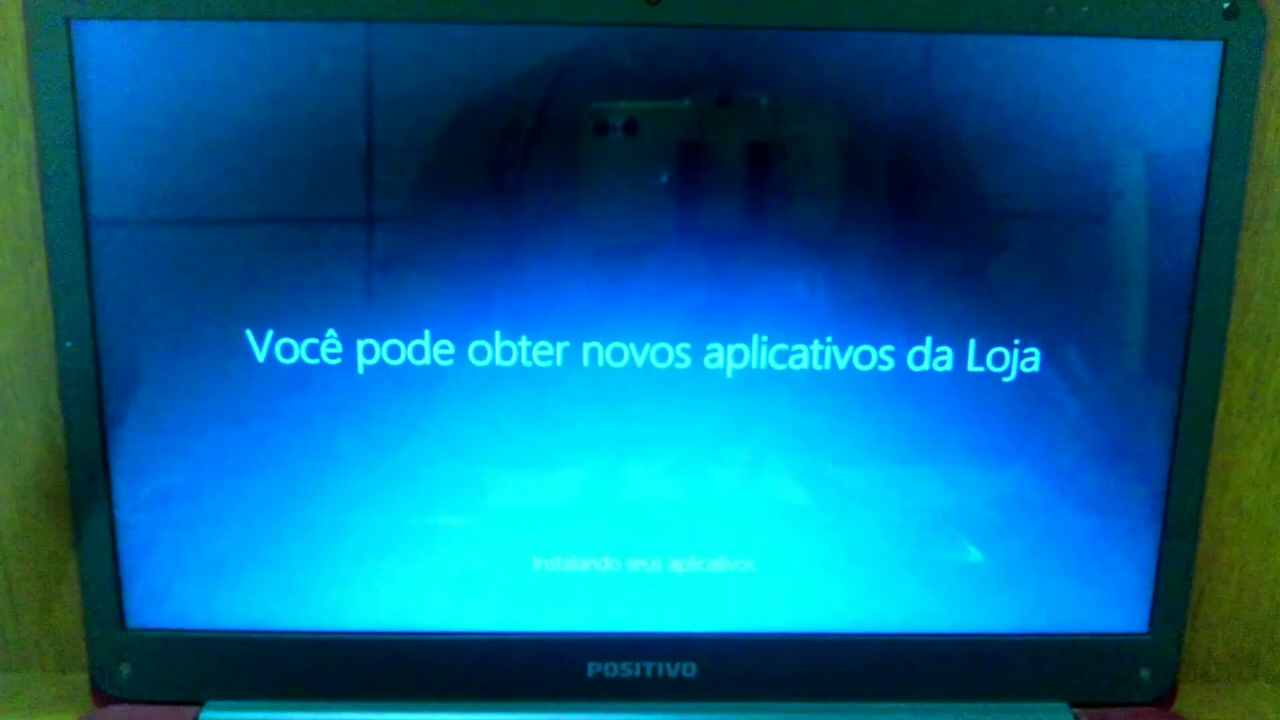 Você pode obter novos aplicativos da Loja
Instalando seus aplicativos
POSITIVO